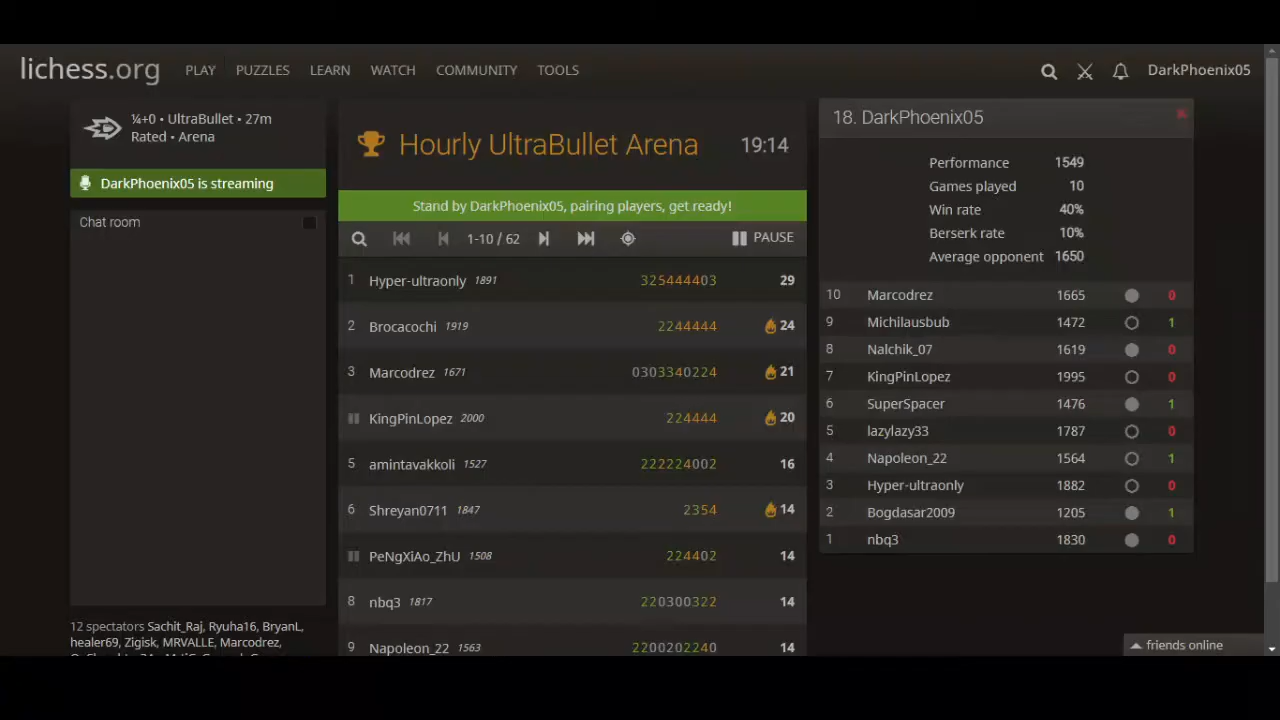 lichess.org PLAY PUZZLES LEARN WATCH COMMUNITY TOOLS DarkPhoenix05
¼+0 • UltraBullet • 27m
Rated • Arena
DarkPhoenix05 is streaming
Chat room
12 spectators Sachit_Raj, Ryuha16, BryanL,
healer69, Zigisk, MRVALLE, Marcodrez,
Hourly UltraBullet Arena 19:14
Stand by DarkPhoenix05, pairing players, get ready!
1-10 / 62 PAUSE
1 Hyper-ultraonly 1891 325444403 29
2 Brocacochi 1919 2244444 24
3 Marcodrez 1671 0303340224 21
KingPinLopez 2000 224444 20
5 amintavakkoli 1527 222224002 16
6 Shreyan0711 1847 2354 14
PeNgXiAo_ZhU 1508 224402 14
8 nbq3 1817 220300322 14
9 Napoleon_22 1563 2200202240 14
18. DarkPhoenix05
Performance 1549
Games played 10
Win rate 40%
Berserk rate 10%
Average opponent 1650
10 Marcodrez 1665 0
9 Michilausbub 1472 1
8 Nalchik_07 1619 0
7 KingPinLopez 1995 0
6 SuperSpacer 1476 1
5 lazylazy33 1787 0
4 Napoleon_22 1564 1
3 Hyper-ultraonly 1882 0
2 Bogdasar2009 1205 1
1 nbq3 1830 0
friends online